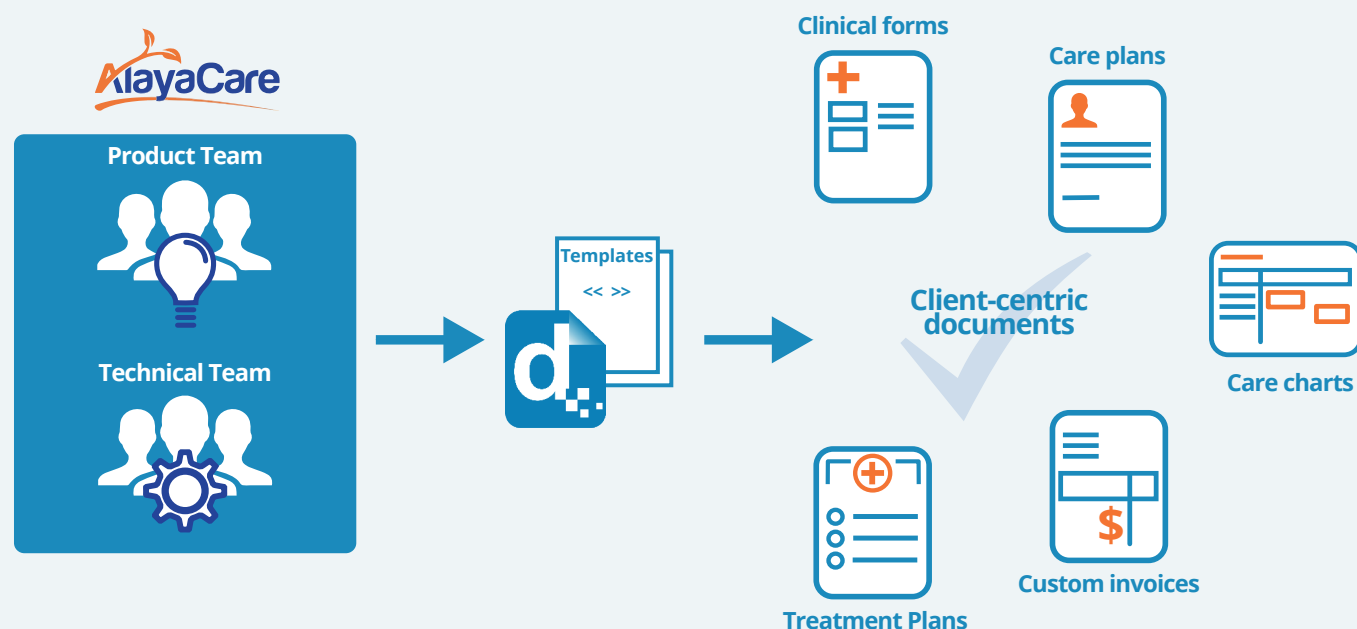 AlayaCare
Product Team
Technical Team
Templates
<< >>
d
Clinical forms
Care plans
Client-centric
documents
Care charts
$
Custom invoices
Treatment Plans